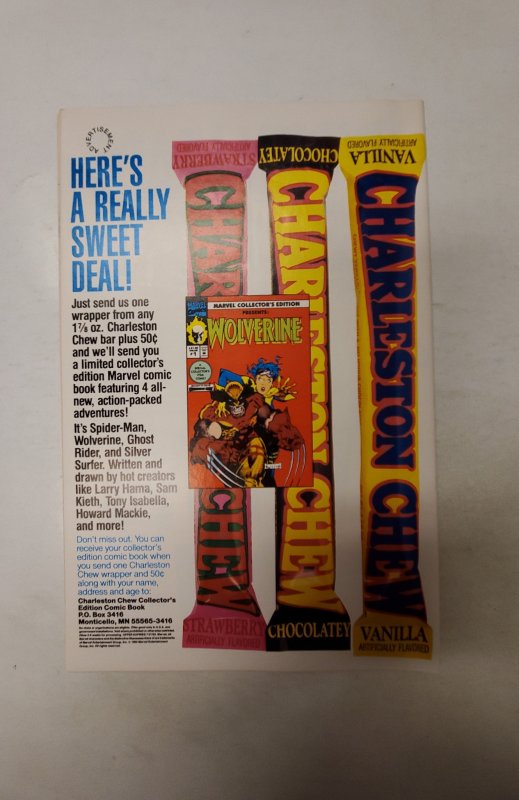 ADVERTISEMENT
HERE'S
A REALLY
SWEET
DEAL!
Just send us one
wrapper from any
1⅞ oz. Charleston
Chew bar plus 50¢
and we'll send you
a limited collector's
edition Marvel comic
book featuring 4 all-
new, action-packed
adventures!
It's Spider-Man,
Wolverine, Ghost
Rider, and Silver
Surfer. Written and
drawn by hot creators
like Larry Hama, Sam
Kieth, Tony Isabella,
Howard Mackie,
and more!
Don't miss out. You can
receive your collector's
edition comic book when
you send one Charleston
Chew wrapper and 50¢
along with your name,
address and age to:
Charleston Chew Collector's
Edition Comic Book
P.O. Box 3416
Monticello, MN 55565-3416
STRAWBERRY
ARTIFICIALLY FLAVORED
CHARLESTON CHEW
STRAWBERRY
ARTIFICIALLY FLAVORED
CHOCOLATEY
CHARLESTON CHEW
CHOCOLATEY
VANILLA
ARTIFICIALLY FLAVORED
CHARLESTON CHEW
VANILLA
ARTIFICIALLY FLAVORED
MARVEL COLLECTOR'S EDITION
PRESENTS:
WOLVERINE
#1